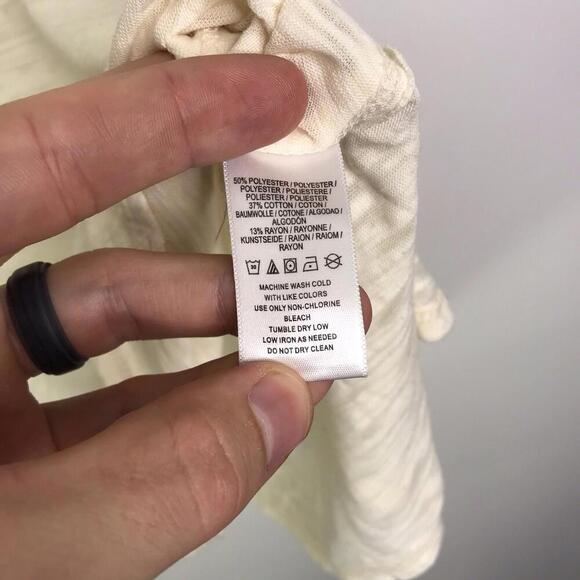 50% POLYESTER / POLYESTER /
POLYESTER / POLIESTERE /
POLIESTER / POLIÉSTER
37% COTTON / COTON /
BAUMWOLLE / COTONE / ALGODAO /
ALGODÓN
13% RAYON / RAYONNE /
KUNSTSEIDE / RAION / RAIOM /
RAYON
30
MACHINE WASH COLD
WITH LIKE COLORS
USE ONLY NON-CHLORINE
BLEACH
TUMBLE DRY LOW
LOW IRON AS NEEDED
DO NOT DRY CLEAN